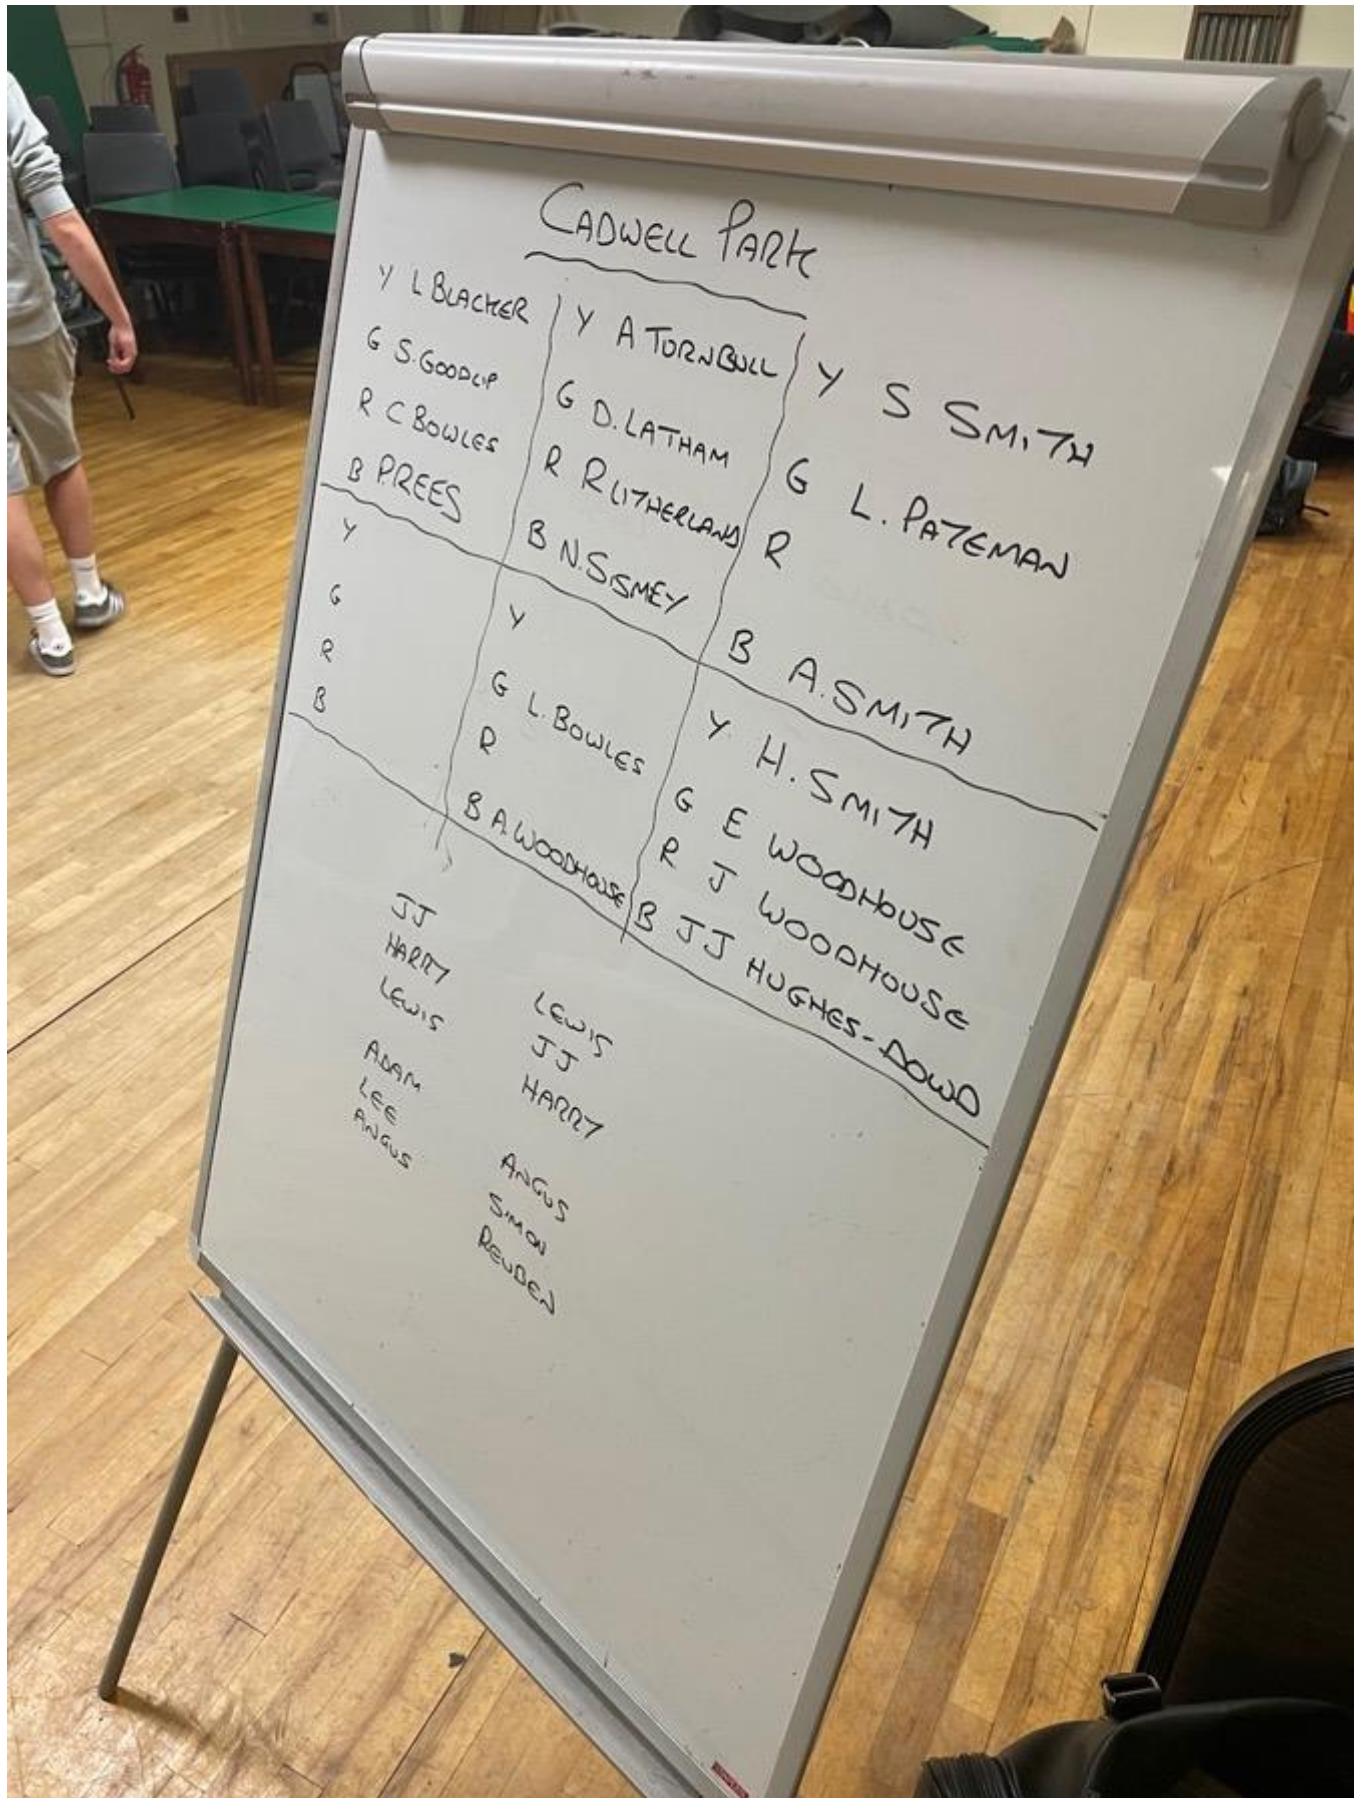 CADWELL PARK
Y L BLACKER
G S. GOODLIP
R C BOWLES
B P. REES
Y A TORNBULL
G D. LATHAM
R R LITHERLAND
B N. SISMEY
Y S SMITH
G L. PATEMAN
R
B A. SMITH
Y
G
R
B
Y
G L. BOWLES
R
B A. WOODHOUSE
Y H. SMITH
G E WOODHOUSE
R J WOODHOUSE
B JJ HUGHES-DOWD
JJ
HARRY
LEWIS
ADAM
LEE
ANGUS
LEWIS
JJ
HARRY
ANGUS
SIMON
REUBEN